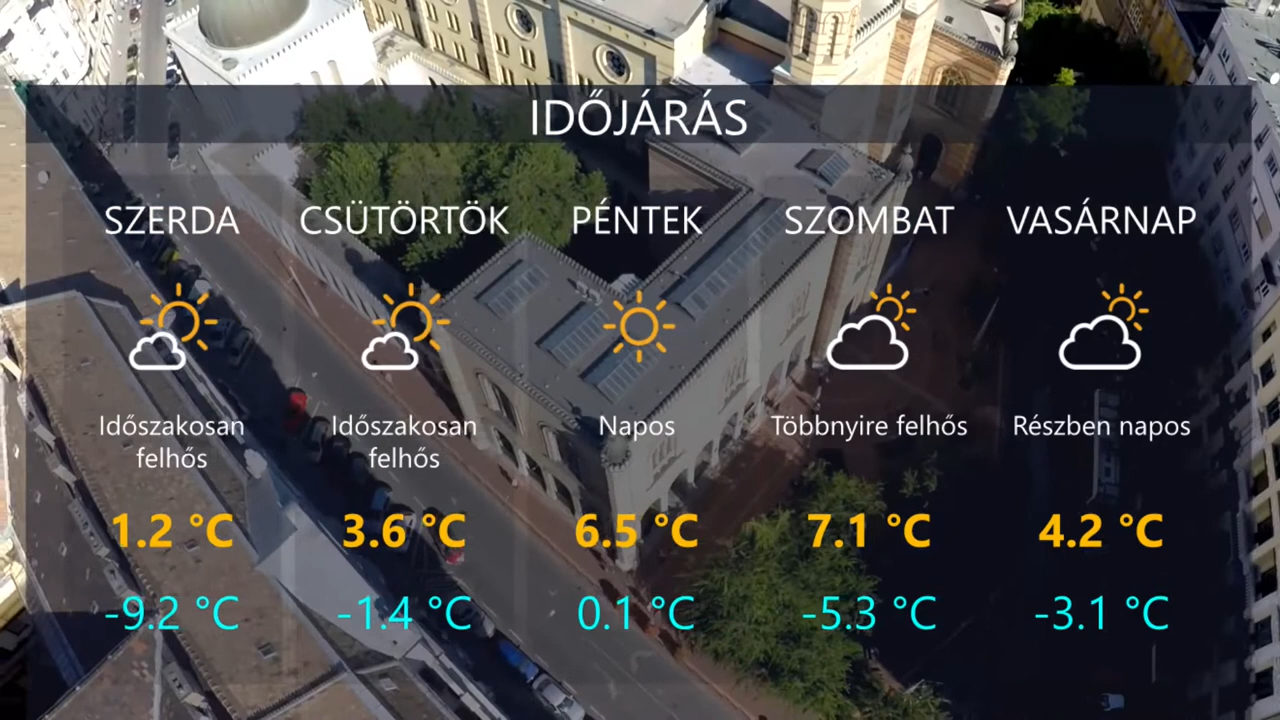 IDŐJÁRÁS
SZERDA
CSÜTÖRTÖK
PÉNTEK
SZOMBAT
VASÁRNAP
Időszakosan
felhős
Időszakosan
felhős
Napos
Többnyire felhős
Részben napos
1.2 °C
3.6 °C
6.5 °C
7.1 °C
4.2 °C
-9.2 °C
-1.4 °C
0.1 °C
-5.3 °C
-3.1 °C